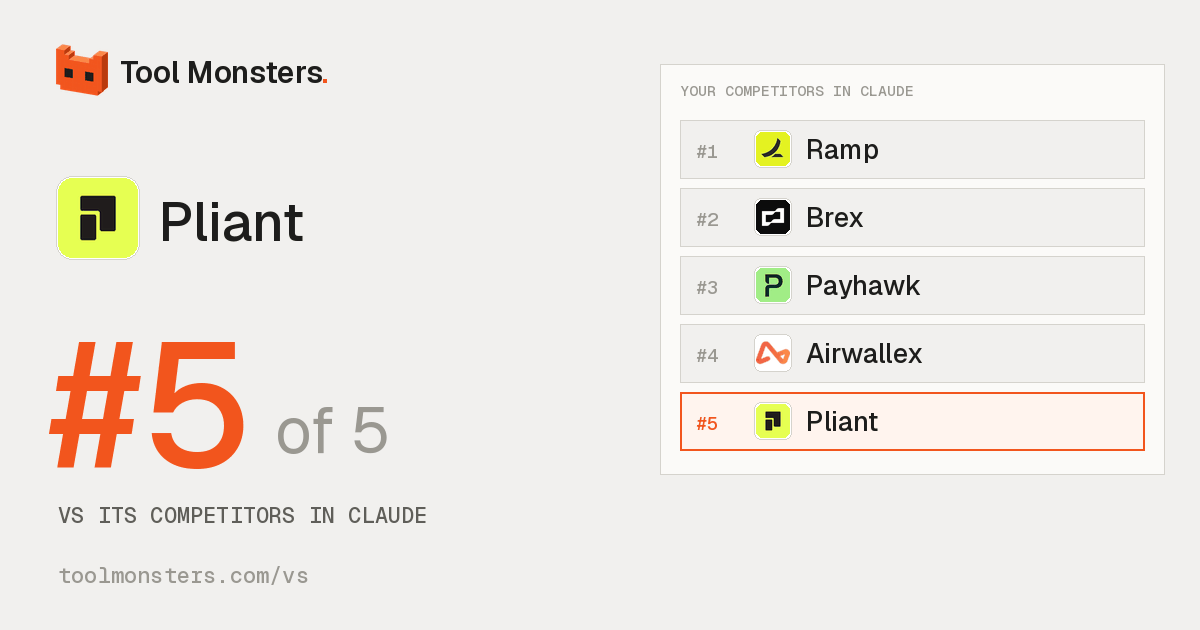 Tool Monsters.
Pliant
#5 of 5
VS ITS COMPETITORS IN CLAUDE
toolmonsters.com/vs
YOUR COMPETITORS IN CLAUDE
#1 Ramp
#2 Brex
#3 Payhawk
#4 Airwallex
#5 Pliant